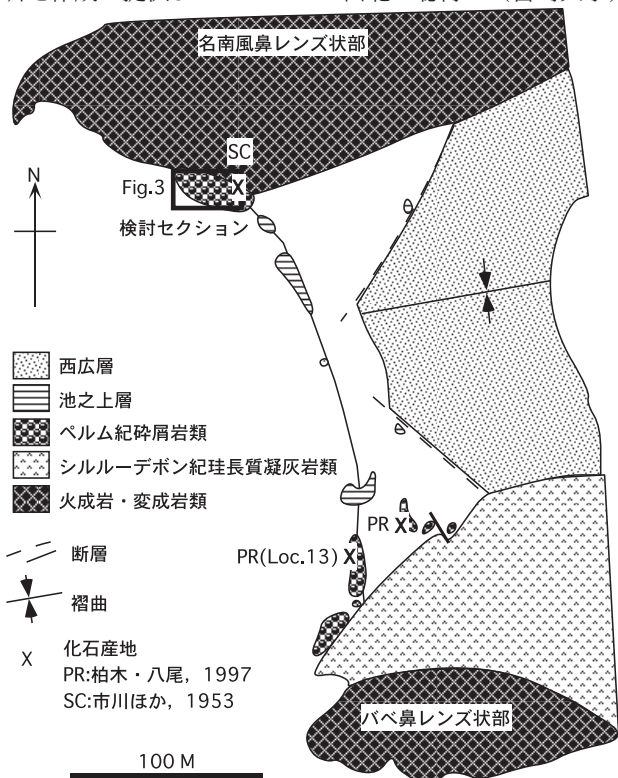 名南風鼻レンズ状部
SC
N
Fig.3
検討セクション
西広層
池之上層
ペルム紀砕屑岩類
シルルーデボン紀珪長質凝灰岩類
火成岩・変成岩類
PR X
PR(Loc.13) X
断層
褶曲
X 化石産地
PR:柏木・八尾，1997
SC:市川ほか，1953
バベ鼻レンズ状部
100 M